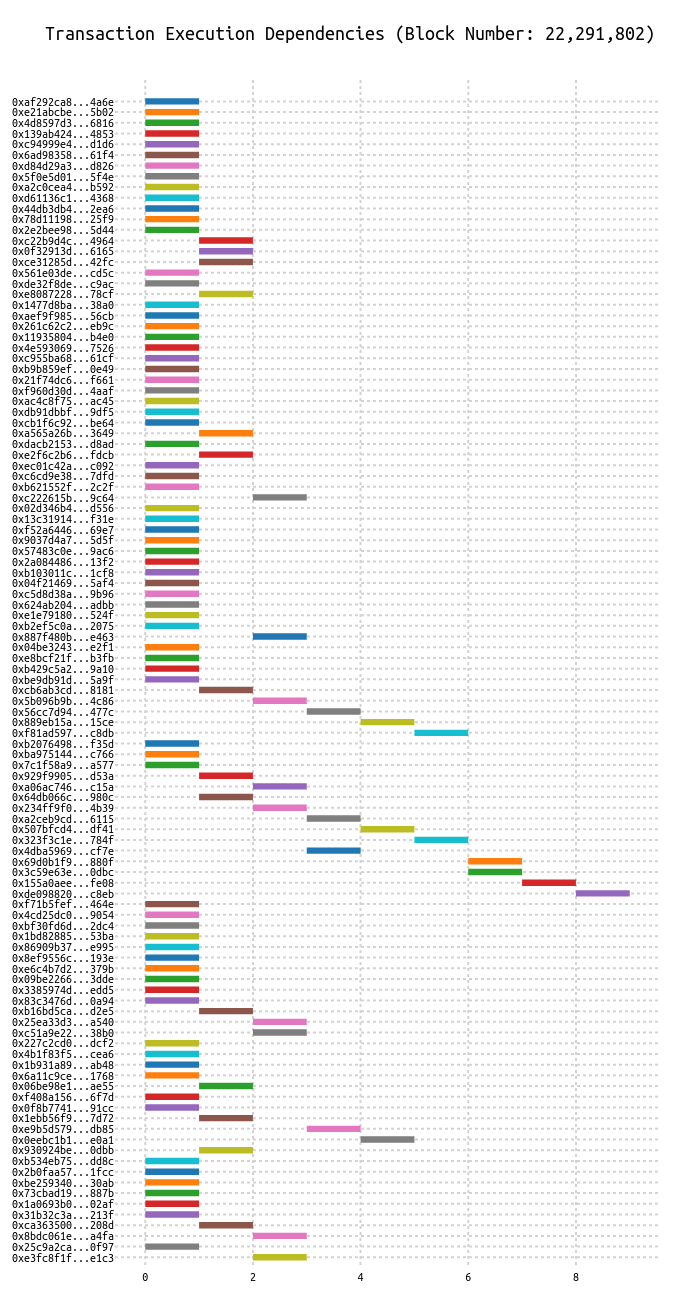 Transaction Execution Dependencies (Block Number: 22,291,802)
0xaf292ca8...4a6e
0xe21abcbe...5b02
0x4d8597d3...6816
0x139ab424...4853
0xc94999e4...d1d6
0x6ad98358...61f4
0xd84d29a3...d826
0x5f0e5d01...5f4e
0xa2c0cea4...b592
0xd61136c1...4368
0x44db3db4...2ea6
0x78d11198...25f9
0x2e2bee98...5d44
0xc22b9d4c...4964
0x0f32913d...6165
0xce31285d...42fc
0x561e03de...cd5c
0xde32f8de...c9ac
0xe8087228...78cf
0x1477d8ba...38a0
0xaef9f985...56cb
0x261c62c2...eb9c
0x11935804...b4e0
0x4e593069...7526
0xc955ba68...61cf
0xb9b859ef...0e49
0x21f74dc6...f661
0xf960d30d...4aaf
0xac4c8f75...ac45
0xdb91dbbf...9df5
0xcb1f6c92...be64
0xa565a26b...3649
0xdacb2153...d8ad
0xe2f6c2b6...fdcb
0xec01c42a...c092
0xc6cd9e38...7dfd
0xb621552f...2c2f
0xc222615b...9c64
0x02d346b4...d556
0x13c31914...f31e
0xf52a6446...69e7
0x9037d4a7...5d5f
0x57483c0e...9ac6
0x2a084486...13f2
0xb103011c...1cf8
0x04f21469...5af4
0xc5d8d38a...9b96
0x624ab204...adbb
0xe1e79180...524f
0xb2ef5c0a...2075
0x887f480b...e463
0x04be3243...e2f1
0xe8bcf21f...b3fb
0xb429c5a2...9a10
0xbe9db91d...5a9f
0xcb6ab3cd...8181
0x5b096b9b...4c86
0x56cc7d94...477c
0x889eb15a...15ce
0xf81ad597...c8db
0xb2076498...f35d
0xba975144...c766
0x7c1f58a9...a577
0x929f9905...d53a
0xa06ac746...c15a
0x64db066c...980c
0x234ff9f0...4b39
0xa2ceb9cd...6115
0x507bfcd4...df41
0x323f3c1e...784f
0x4dba5969...cf7e
0x69d0b1f9...880f
0x3c59e63e...0dbc
0x155a0aee...fe08
0xde098820...c8eb
0xf71b5fef...464e
0x4cd25dc0...9054
0xbf30fd6d...2dc4
0x1bd82885...53ba
0x86909b37...e995
0x8ef9556c...193e
0xe6c4b7d2...379b
0x09be2266...3dde
0x3385974d...edd5
0x83c3476d...0a94
0xb16bd5ca...d2e5
0x25ea33d3...a540
0xc51a9e22...38b0
0x227c2cd0...dcf2
0x4b1f83f5...cea6
0x1b931a89...ab48
0x6a11c9ce...1768
0x06be98e1...ae55
0xf408a156...6f7d
0x0f8b7741...91cc
0x1ebb56f9...7d72
0xe9b5d579...db85
0x0eebc1b1...e0a1
0x930924be...0dbb
0xb534eb75...dd8c
0x2b0faa57...1fcc
0xbe259340...30ab
0x73cbad19...887b
0x1a0693b0...02af
0x31b32c3a...213f
0xca363500...208d
0x8bdc061e...a4fa
0x25c9a2ca...0f97
0xe3fc8f1f...e1c3
0 2 4 6 8